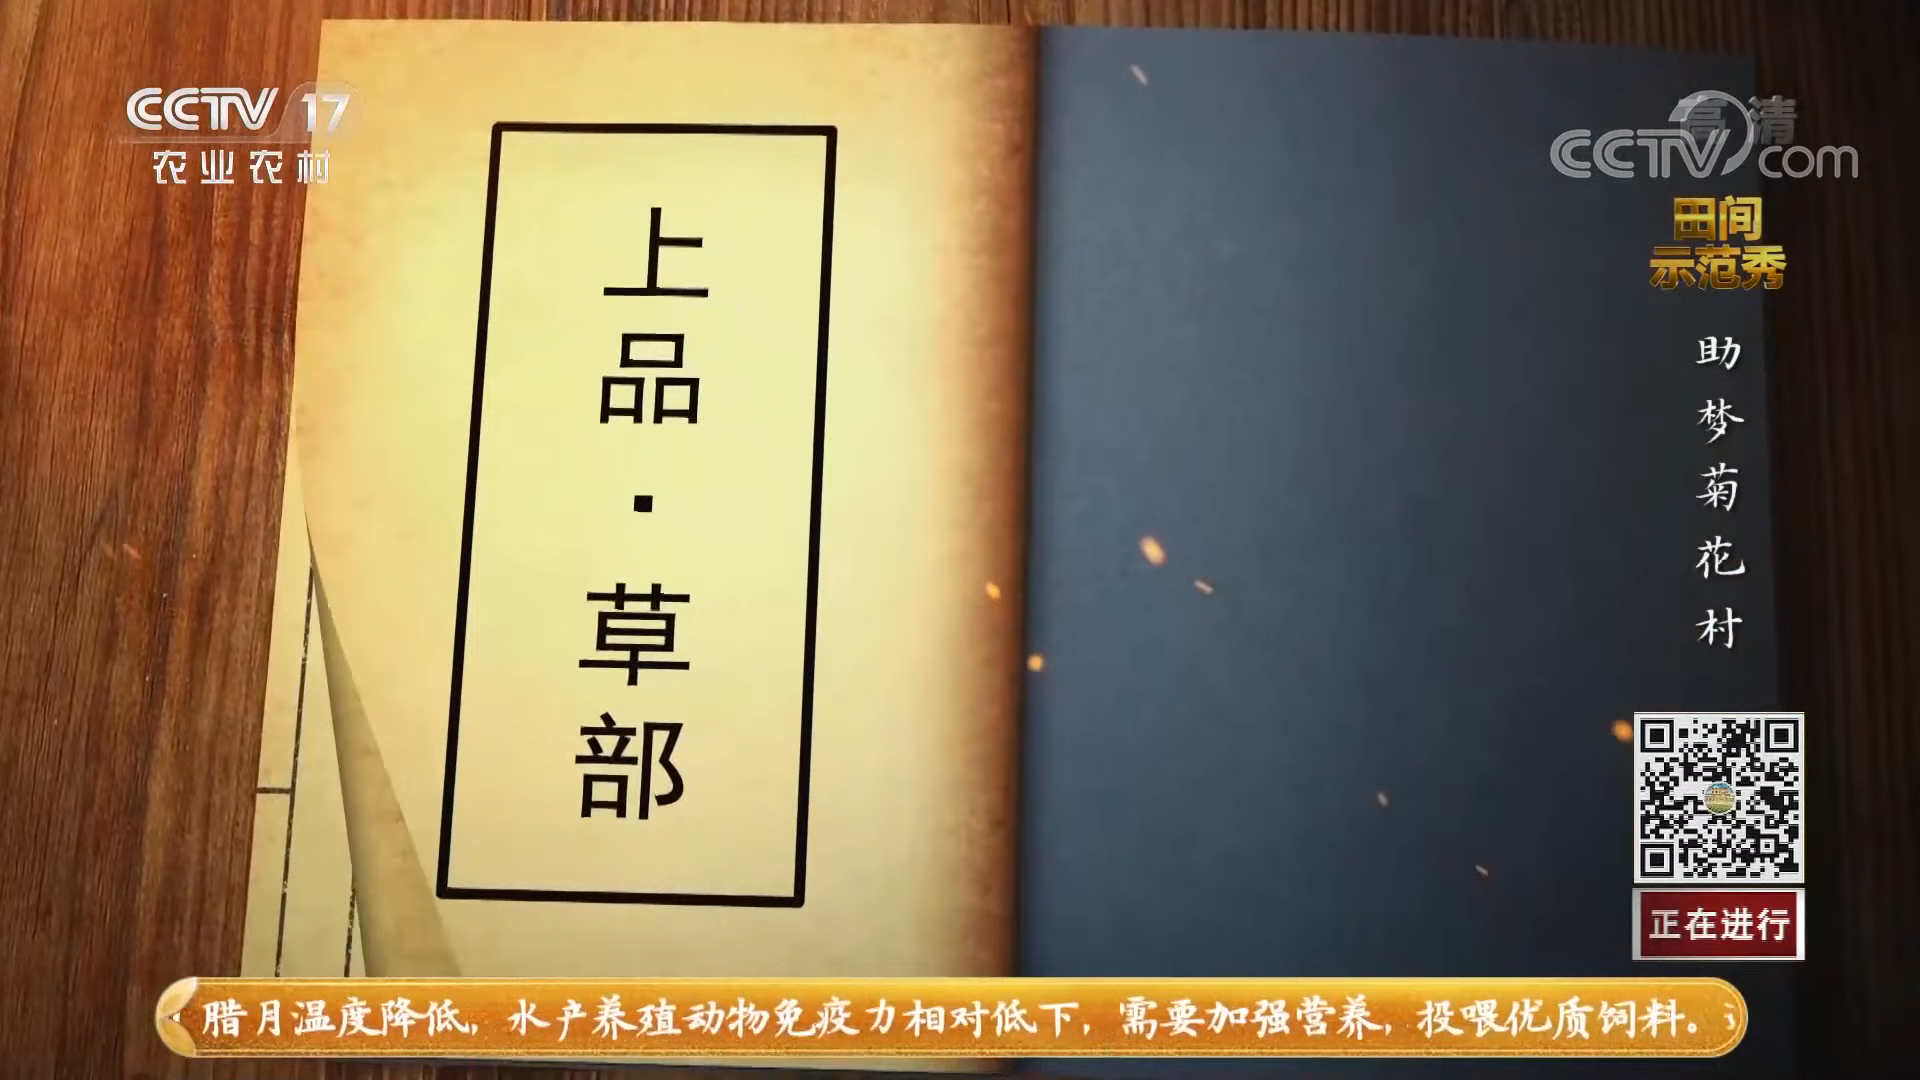 CCTV 17
农业农村
高清
CCTV.com
田间
示范秀
助梦菊花村
上品·草部
正在进行
腊月温度降低，水产养殖动物免疫力相对低下，需要加强营养，投喂优质饲料。